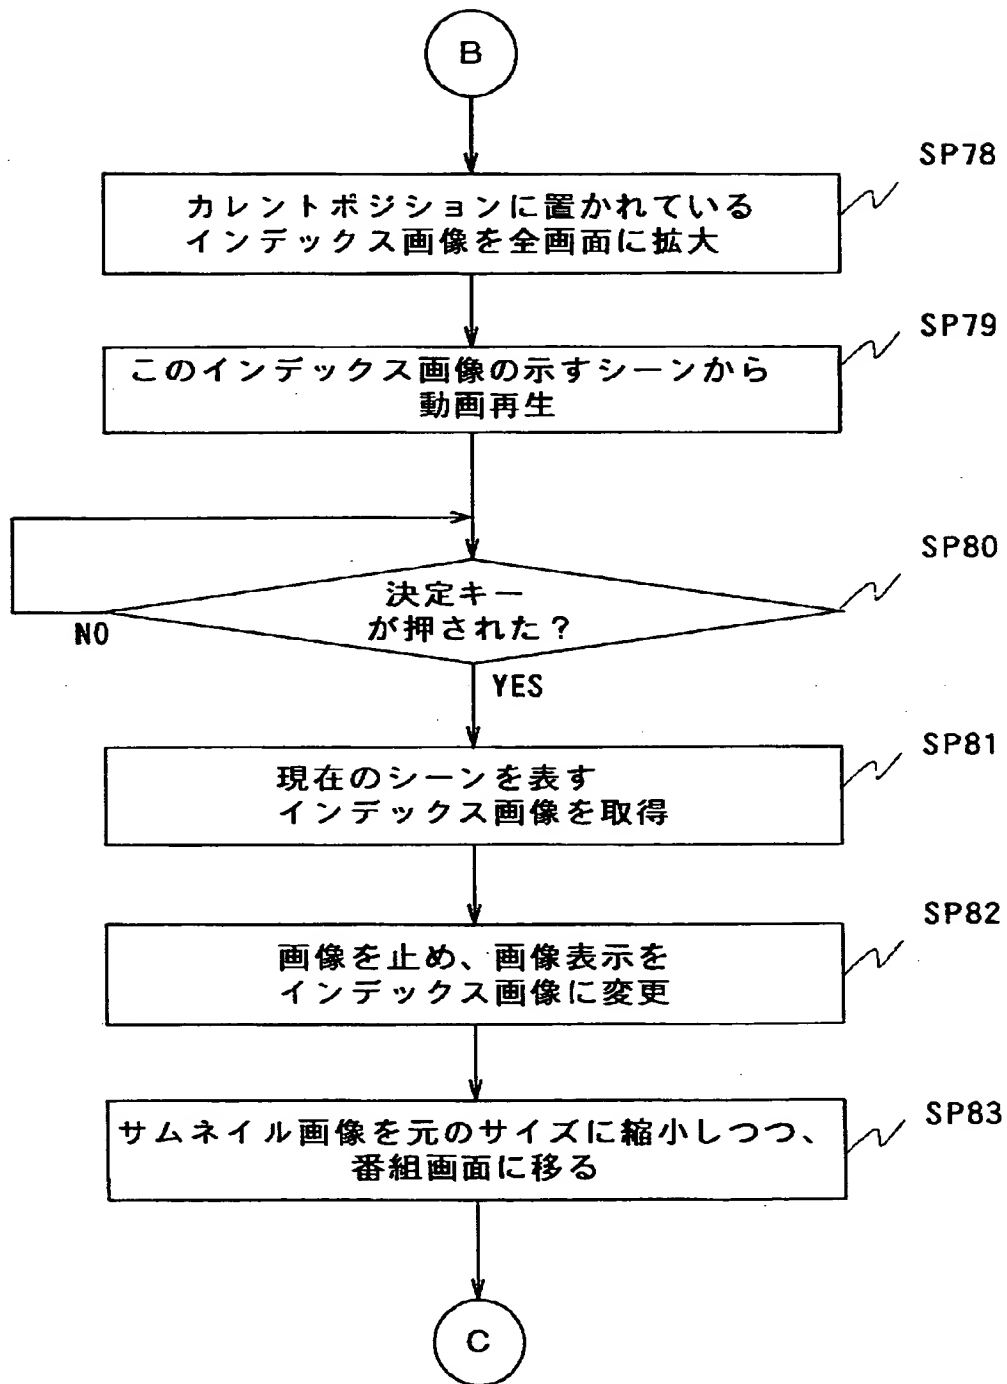 B
SP78
カレントポジションに置かれている
インデックス画像を全画面に拡大
SP79
このインデックス画像の示すシーンから
動画再生
SP80
決定キー
が押された？
NO
YES
SP81
現在のシーンを表す
インデックス画像を取得
SP82
画像を止め、画像表示を
インデックス画像に変更
SP83
サムネイル画像を元のサイズに縮小しつつ、
番組画面に移る
C